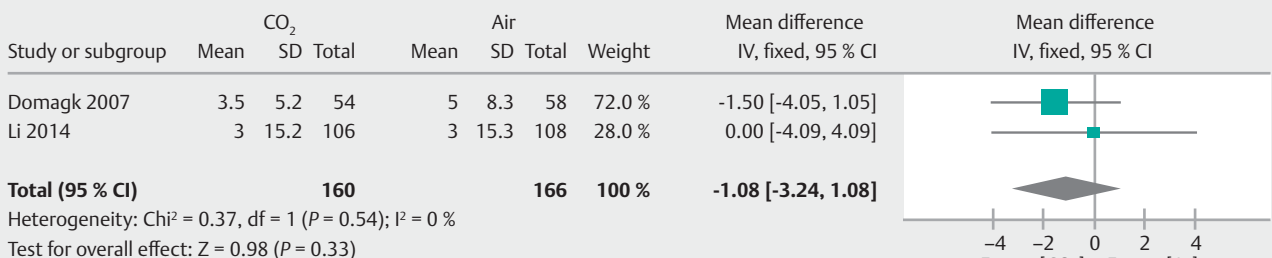 CO₂ Air Mean difference Mean difference
Study or subgroup Mean SD Total Mean SD Total Weight IV, fixed, 95 % CI IV, fixed, 95 % CI
Domagk 2007 3.5 5.2 54 5 8.3 58 72.0 % -1.50 [-4.05, 1.05]
Li 2014 3 15.2 106 3 15.3 108 28.0 % 0.00 [-4.09, 4.09]
Total (95 % CI) 160 166 100 % -1.08 [-3.24, 1.08]
Heterogeneity: Chi² = 0.37, df = 1 (P = 0.54); I² = 0 %
Test for overall effect: Z = 0.98 (P = 0.33)
−4 −2 0 2 4